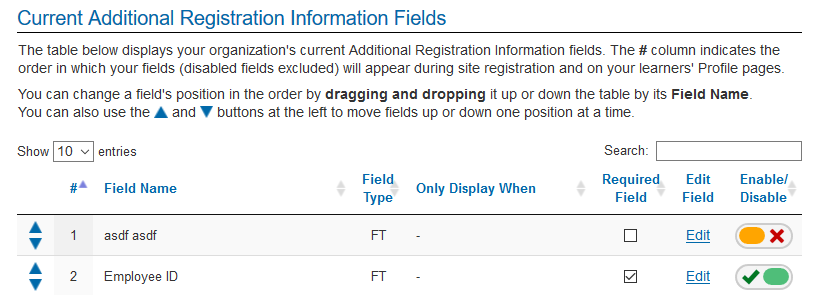 Current Additional Registration Information Fields
The table below displays your organization's current Additional Registration Information fields. The # column indicates the
order in which your fields (disabled fields excluded) will appear during site registration and on your learners' Profile pages.
You can change a field's position in the order by dragging and dropping it up or down the table by its Field Name.
You can also use the ▲ and ▼ buttons at the left to move fields up or down one position at a time.
Show 10 entries Search:
# Field Name Field Type Only Display When Required Field Edit Field Enable/ Disable
1 asdf asdf FT - Edit
2 Employee ID FT - Edit